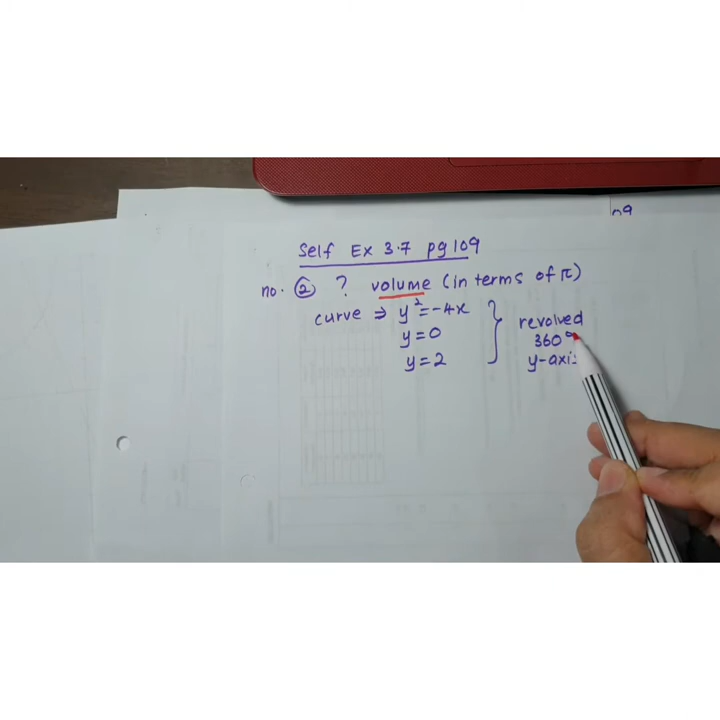 09
Self Ex 3.7 pg 109
no. ② ? volume (in terms of π)
curve ⇒ y² = -4x
y = 0
y = 2
revolved
360°
y-axis